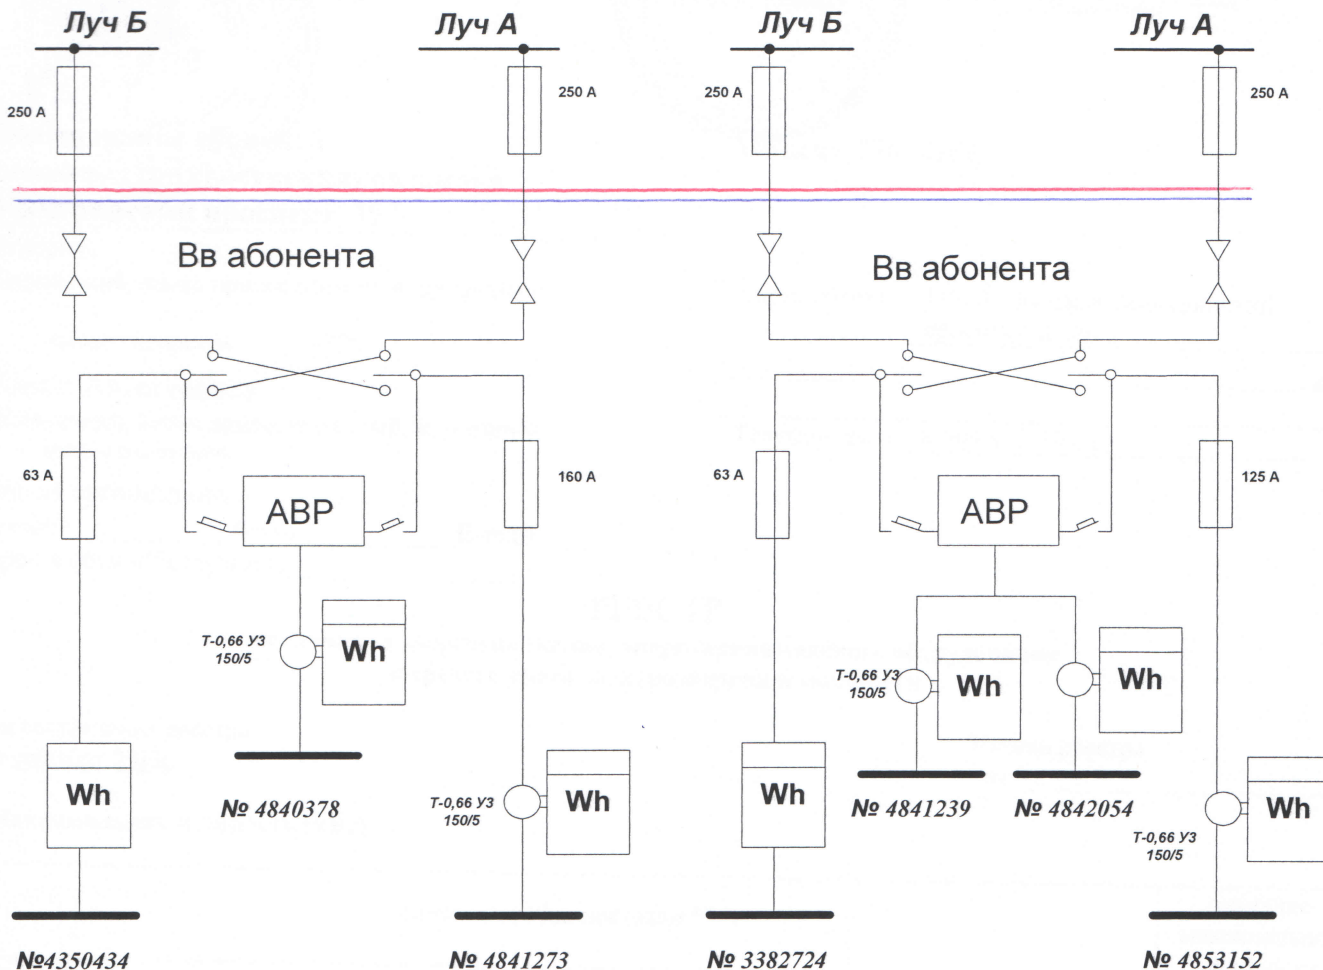 Луч Б
Луч А
Луч Б
Луч А
250 А
250 А
250 А
250 А
Вв абонента
Вв абонента
63 А
АВР
160 А
63 А
АВР
125 А
Т-0,66 У3
150/5
Wh
Т-0,66 У3
150/5
Wh
Wh
Wh
№ 4840378
Т-0,66 У3
150/5
Wh
Wh
№ 4841239
№ 4842054
Т-0,66 У3
150/5
Wh
№4350434
№ 4841273
№ 3382724
№ 4853152